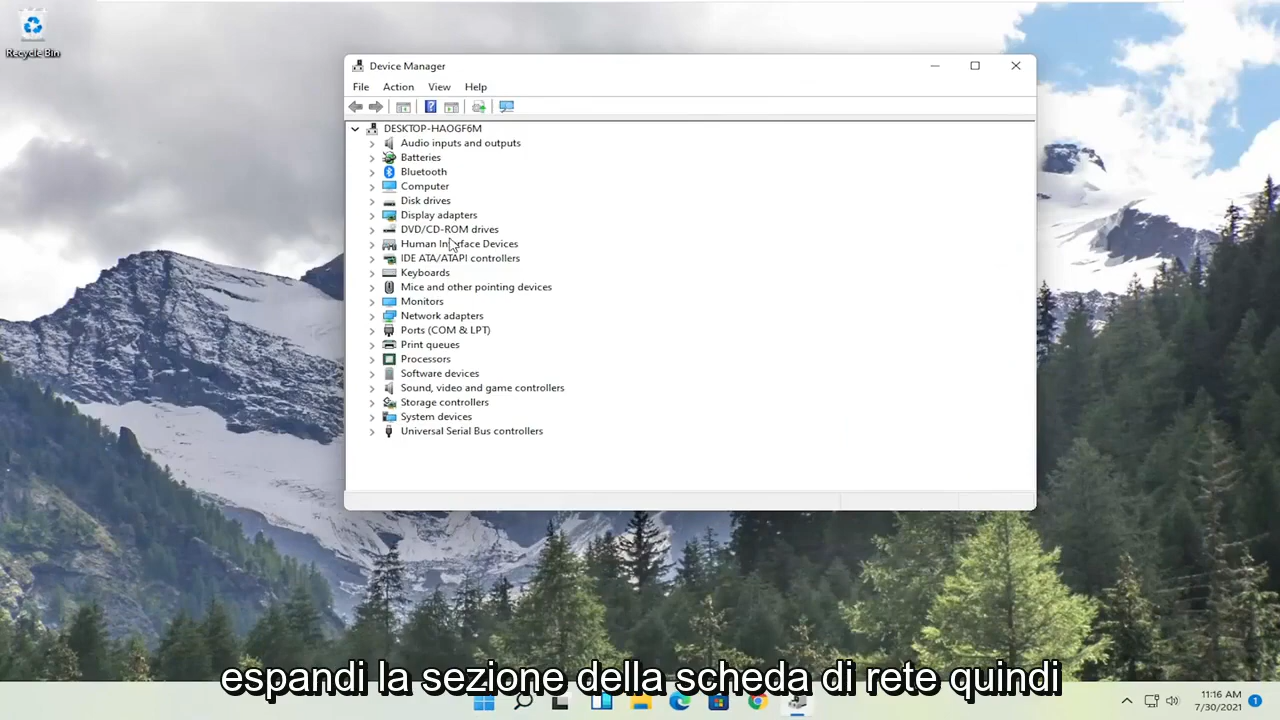 Recycle Bin
Device Manager
File Action View Help
DESKTOP-HAOGF6M
Audio inputs and outputs
Batteries
Bluetooth
Computer
Disk drives
Display adapters
DVD/CD-ROM drives
Human Interface Devices
IDE ATA/ATAPI controllers
Keyboards
Mice and other pointing devices
Monitors
Network adapters
Ports (COM & LPT)
Print queues
Processors
Software devices
Sound, video and game controllers
Storage controllers
System devices
Universal Serial Bus controllers
espandi la sezione della scheda di rete quindi
11:16 AM
7/30/2021
1